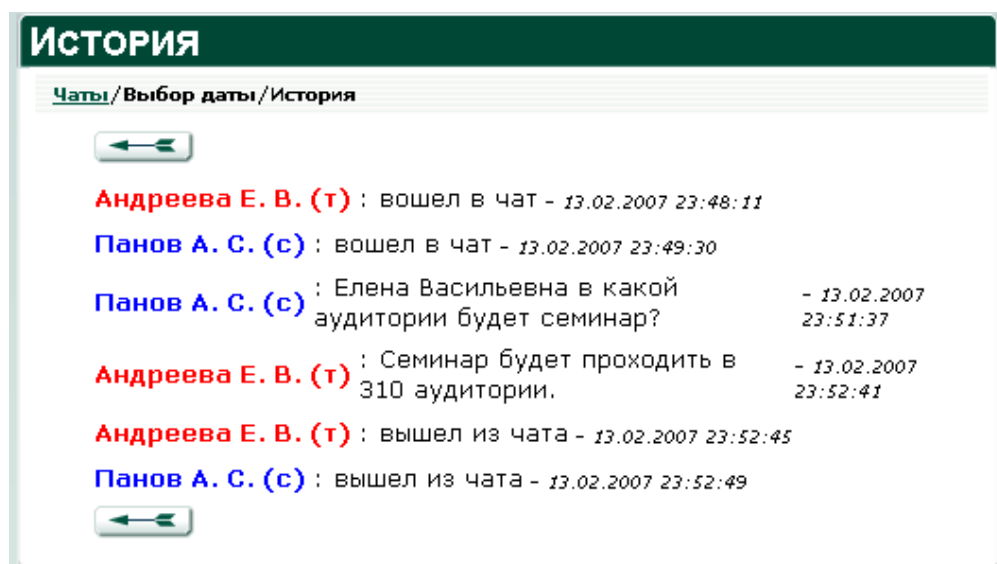 История
Чаты/Выбор даты/История
Андреева Е. В. (т) : вошел в чат - 13.02.2007 23:48:11
Панов А. С. (с) : вошел в чат - 13.02.2007 23:49:30
Панов А. С. (с) : Елена Васильевна в какой аудитории будет семинар? - 13.02.2007 23:51:37
Андреева Е. В. (т) : Семинар будет проходить в 310 аудитории. - 13.02.2007 23:52:41
Андреева Е. В. (т) : вышел из чата - 13.02.2007 23:52:45
Панов А. С. (с) : вышел из чата - 13.02.2007 23:52:49